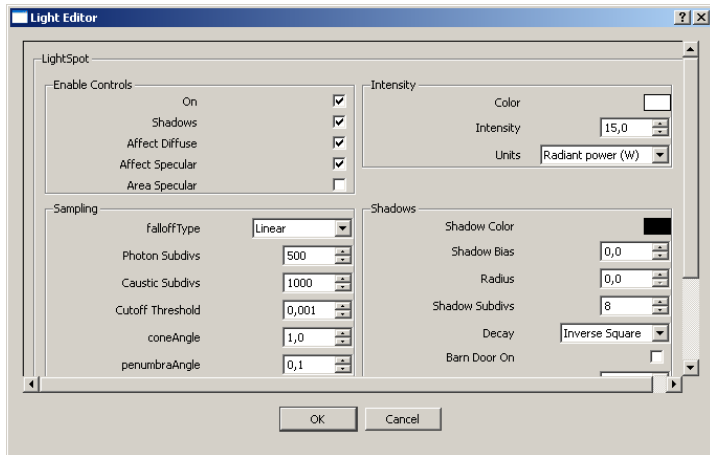 Light Editor
LightSpot
Enable Controls
On
Shadows
Affect Diffuse
Affect Specular
Area Specular
Intensity
Color
Intensity 15,0
Units Radiant power (W)
Sampling
falloffType Linear
Photon Subdivs 500
Caustic Subdivs 1000
Cutoff Threshold 0,001
coneAngle 1,0
penumbraAngle 0,1
Shadows
Shadow Color
Shadow Bias 0,0
Radius 0,0
Shadow Subdivs 8
Decay Inverse Square
Barn Door On
OK Cancel